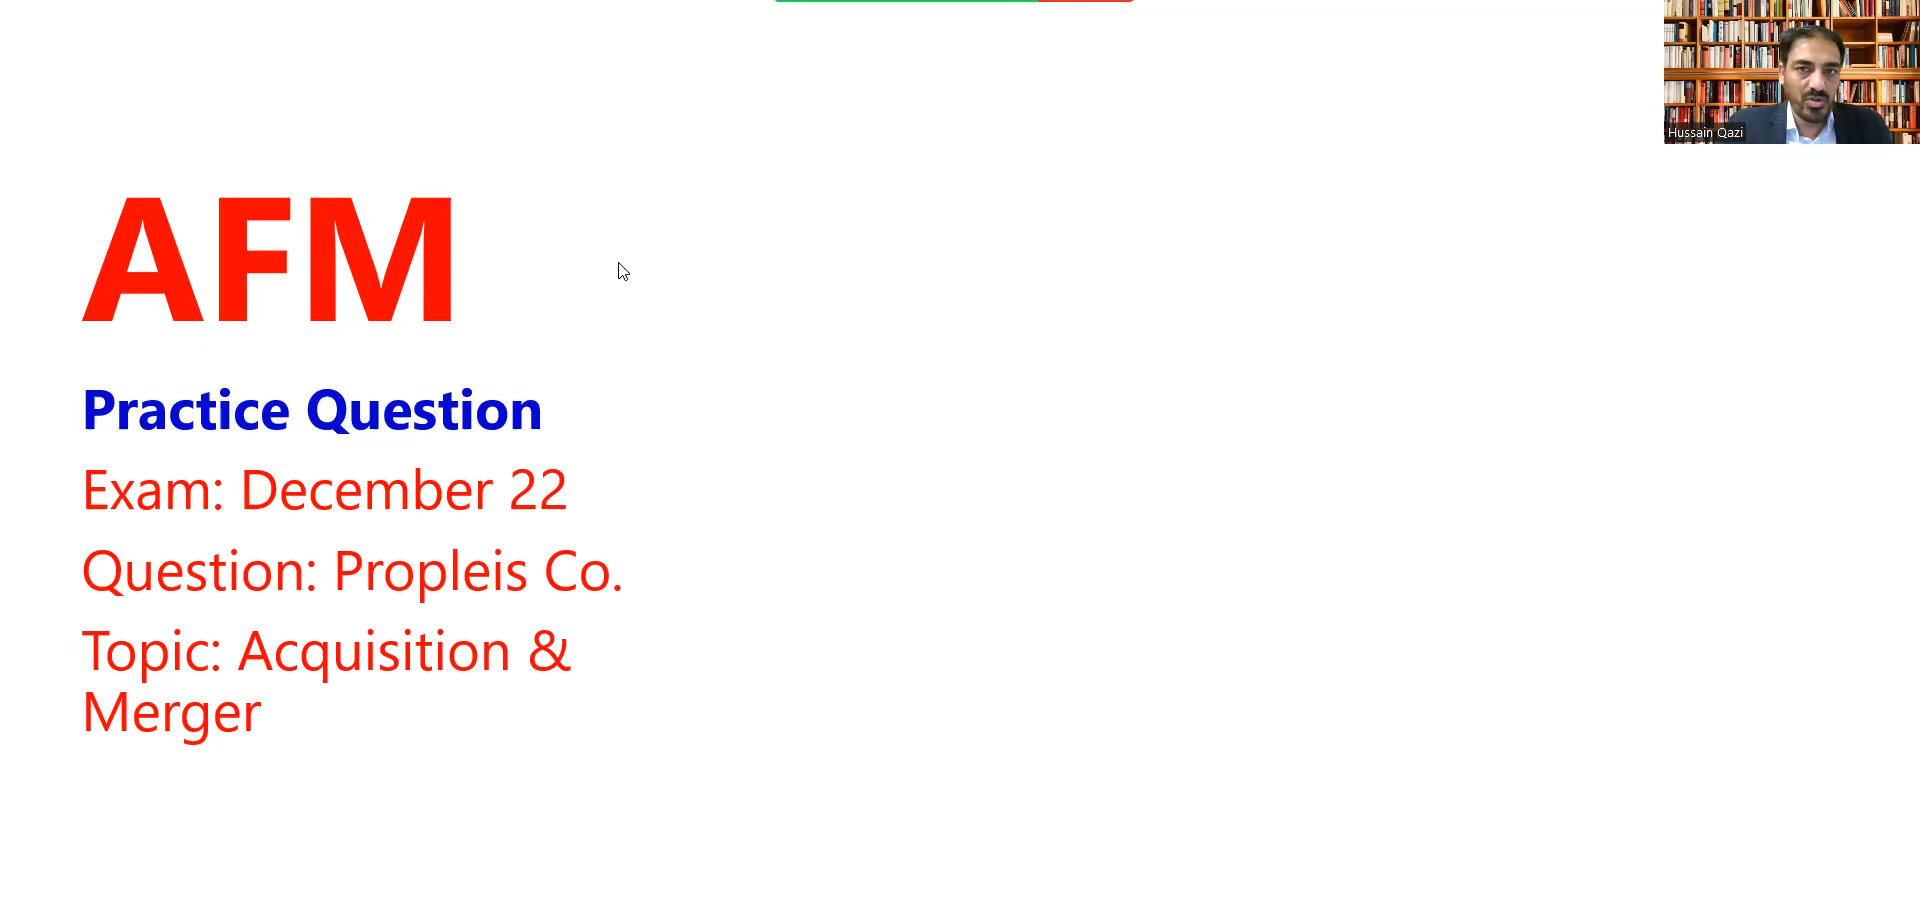 Hussain Qazi
AFM
Practice Question
Exam: December 22
Question: Propleis Co.
Topic: Acquisition &
Merger